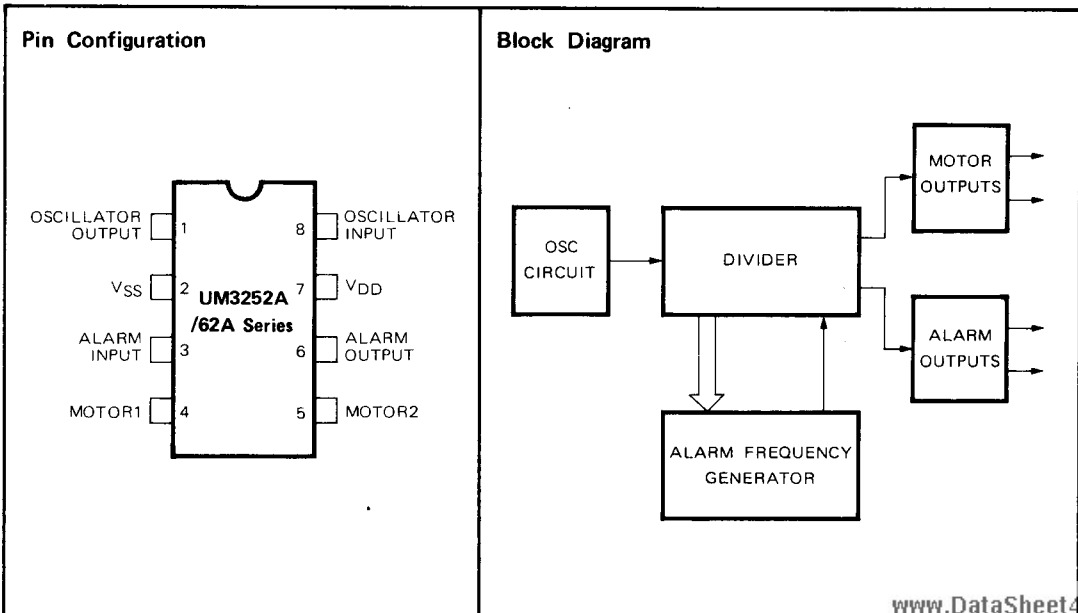 Pin Configuration
OSCILLATOR
OUTPUT
1
8
OSCILLATOR
INPUT
VSS
2
UM3252A
/62A Series
7
VDD
ALARM
INPUT
3
6
ALARM
OUTPUT
MOTOR1
4
5
MOTOR2
Block Diagram
OSC
CIRCUIT
DIVIDER
MOTOR
OUTPUTS
ALARM
OUTPUTS
ALARM FREQUENCY
GENERATOR
www.DataSheet4